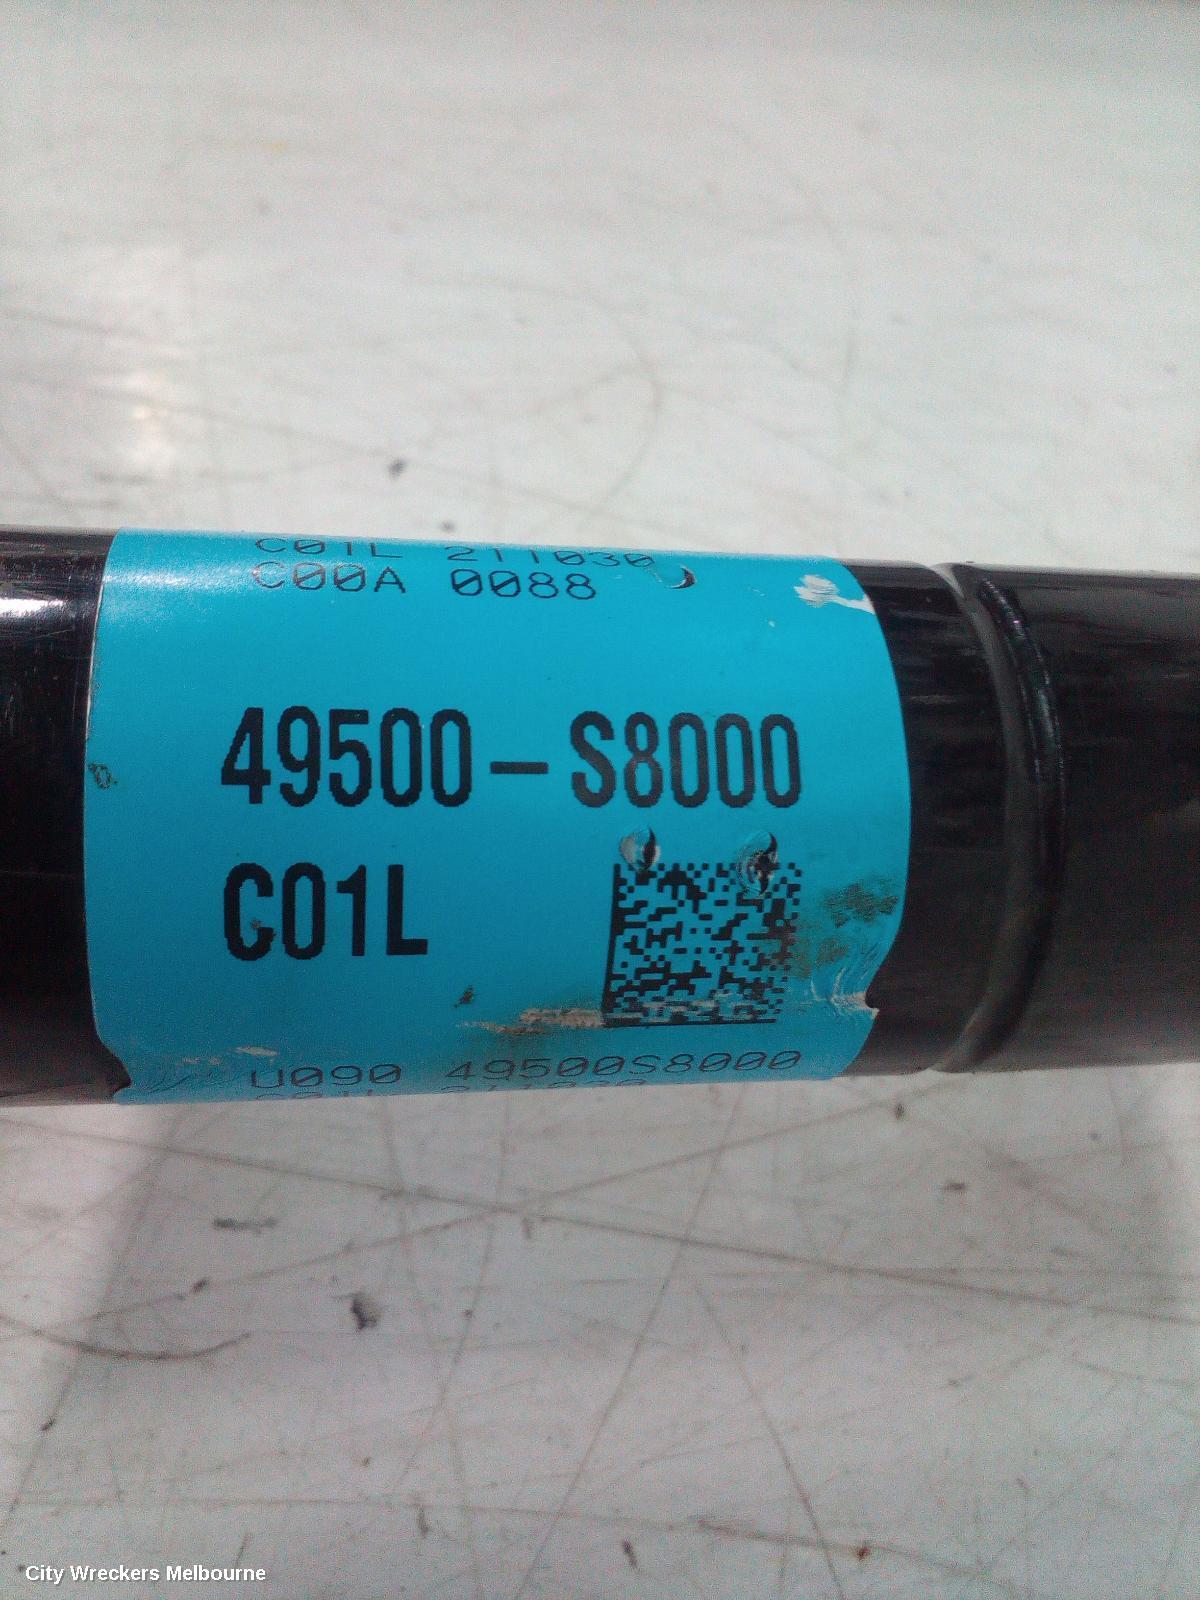 C01L 211030
C00A 0088
49500-S8000
C01L
U090 49500S8000
City Wreckers Melbourne